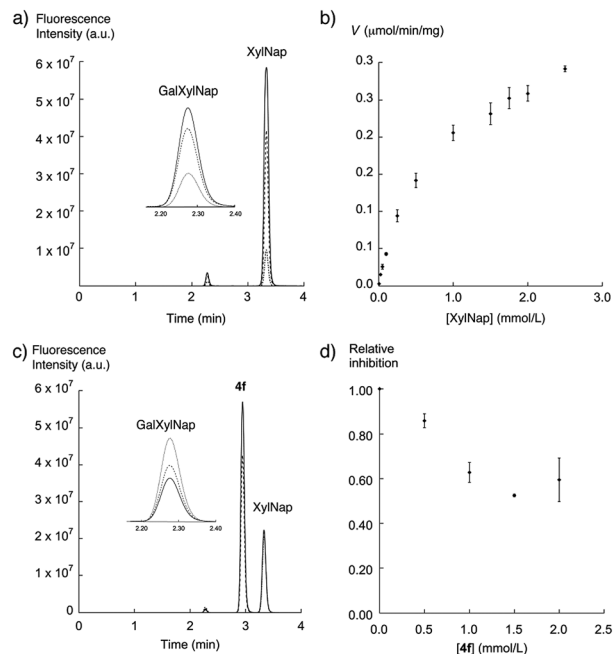 a)
Fluorescence
Intensity (a.u.)
6 x 10⁷
5 x 10⁷
4 x 10⁷
3 x 10⁷
2 x 10⁷
1 x 10⁷
XylNap
GalXylNap
2.20 2.30 2.40
0 1 2 3 4
Time (min)
b)
V (μmol/min/mg)
0.3
0.3
0.2
0.2
0.1
0.1
0.0
0.0 1.0 2.0 3.0
[XylNap] (mmol/L)
c)
Fluorescence
Intensity (a.u.)
6 x 10⁷
5 x 10⁷
4 x 10⁷
3 x 10⁷
2 x 10⁷
1 x 10⁷
0
4f
GalXylNap
XylNap
2.20 2.30 2.40
0 1 2 3 4
Time (min)
d)
Relative
inhibition
1.00
0.80
0.60
0.40
0.20
0.00
0.0 0.5 1.0 1.5 2.0 2.5
[4f] (mmol/L)